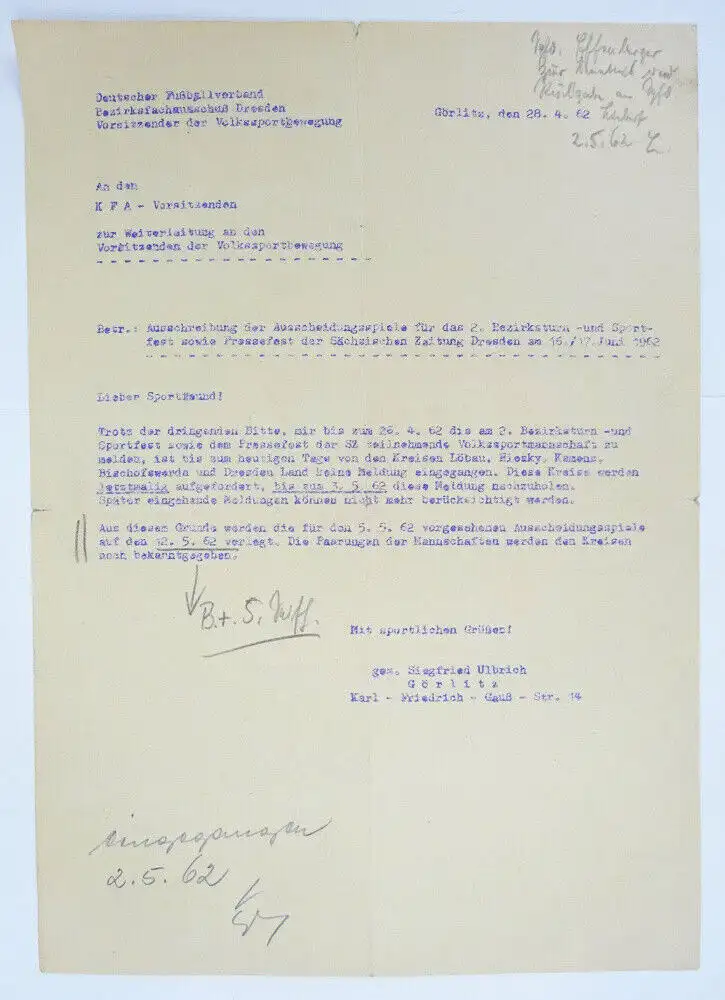 Sptfrd. Effenberger
zur Kenntnis und
Rückgabe an Sptfrd
Deutscher Fußballverband
Bezirksfachausschuß Dresden
Görlitz, den 28. 4. 62
Vorsitzender der Volkssportbewegung
2.5.62
An den
K F A - Vorsitzenden
zur Weiterleitung an den
Vorsitzenden der Volkssportbewegung
Betr.: Ausschreibung der Ausscheidungsspiele für das 2. Bezirksturn -und Sport-
fest sowie Pressefest der Sächsischen Zeitung Dresden am 16./17.Juni 1962
Lieber Sportfreund!
Trotz der dringenden Bitte, mir bis zum 26.4. 62 die am 2. Bezirksturn -und
Sportfest sowie dem Pressefest der SZ teilnehmende Volkssportmannschaft zu
melden, ist bis zum heutigen Tage von den Kreisen Löbau, Niesky, Kamenz,
Bischofswerda und Dresden Land keine Meldung eingegangen. Diese Kreise werden
letztmalig aufgefordert, bis zum 3. 5. 62 diese Meldung nachzuholen.
Später eingehende Meldungen können nicht mehr berücksichtigt werden.
Aus diesem Grunde werden die für den 5. 5. 62 vorgesehenen Ausscheidungsspiele
auf den 12. 5. 62 verlegt. Die Paarungen der Mannschaften werden den Kreisen
noch bekanntgegeben.
B.+S.
Mit sportlichen Grüßen!
gez. Siegfried Ulbrich
G ö r l i t z
Karl - Friedrich - Gauß - Str. 14
eingegangen
2.5.62